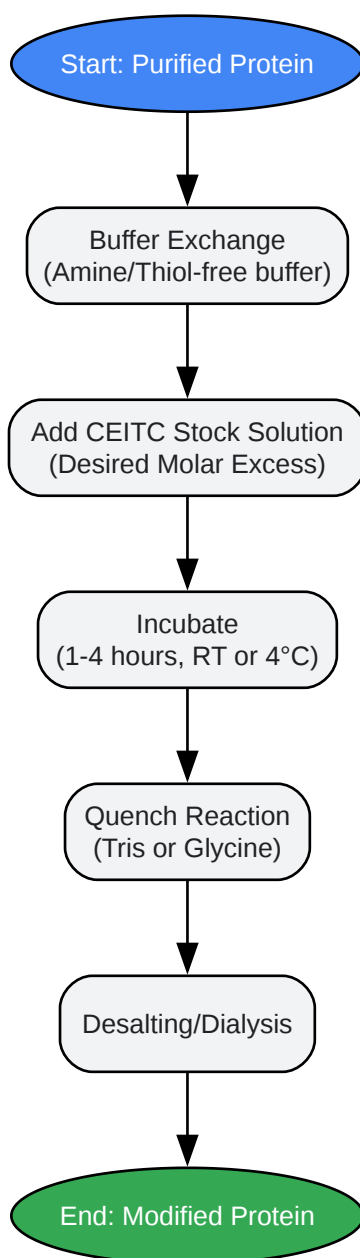 Start: Purified Protein
Buffer Exchange
(Amine/Thiol-free buffer)
Add CEITC Stock Solution
(Desired Molar Excess)
Incubate
(1-4 hours, RT or 4°C)
Quench Reaction
(Tris or Glycine)
Desalting/Dialysis
End: Modified Protein